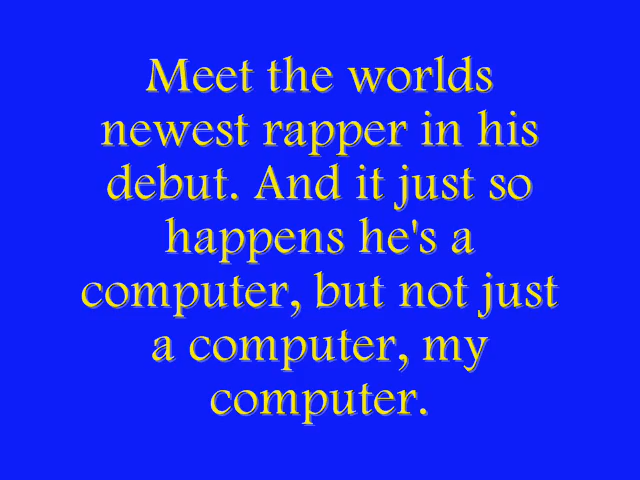 Meet the worlds
newest rapper in his
debut. And it just so
happens he's a
computer, but not just
a computer, my
computer.